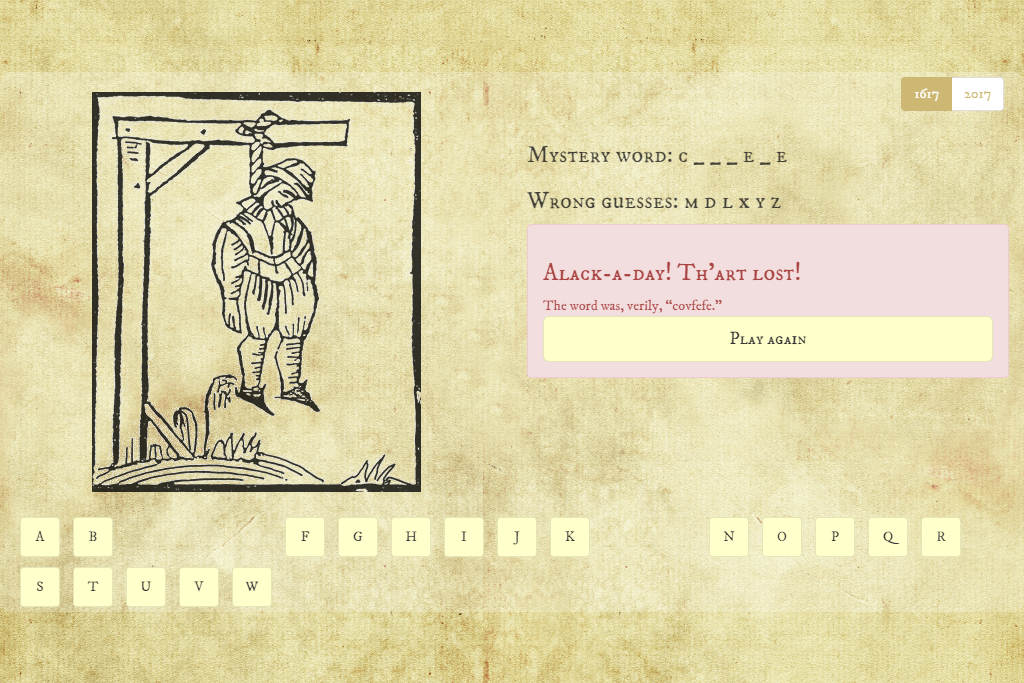 1617 2017
Mystery word: c _ _ _ e _ e
Wrong guesses: m d l x y z
Alack-a-day! Th’art lost!
The word was, verily, “covfefe.”
Play again
A B F G H I J K N O P Q R
S T U V W